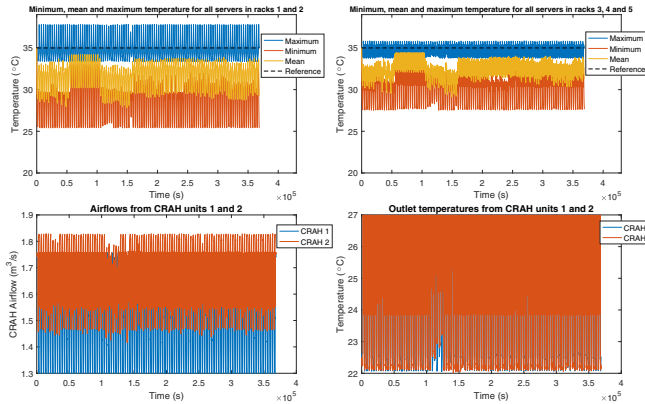 Minimum, mean and maximum temperature for all servers in racks 1 and 2
Temperature (°C)
40
35
30
25
20
0 0.5 1 1.5 2 2.5 3 3.5 4
Time (s)
×10⁵
Maximum
Minimum
Mean
Reference
Minimum, mean and maximum temperature for all servers in racks 3, 4 and 5
Temperature (°C)
40
35
30
25
20
0 0.5 1 1.5 2 2.5 3 3.5 4
Time (s)
×10⁵
Maximum
Minimum
Mean
Reference
Airflows from CRAH units 1 and 2
CRAH Airflow (m³/s)
1.9
1.8
1.7
1.6
1.5
1.4
1.3
0 0.5 1 1.5 2 2.5 3 3.5 4
Time (s)
×10⁵
CRAH 1
CRAH 2
Outlet temperatures from CRAH units 1 and 2
Temperature (°C)
27
26
25
24
23
22
0 0.5 1 1.5 2 2.5 3 3.5 4
Time (s)
×10⁵
CRAH
CRAH